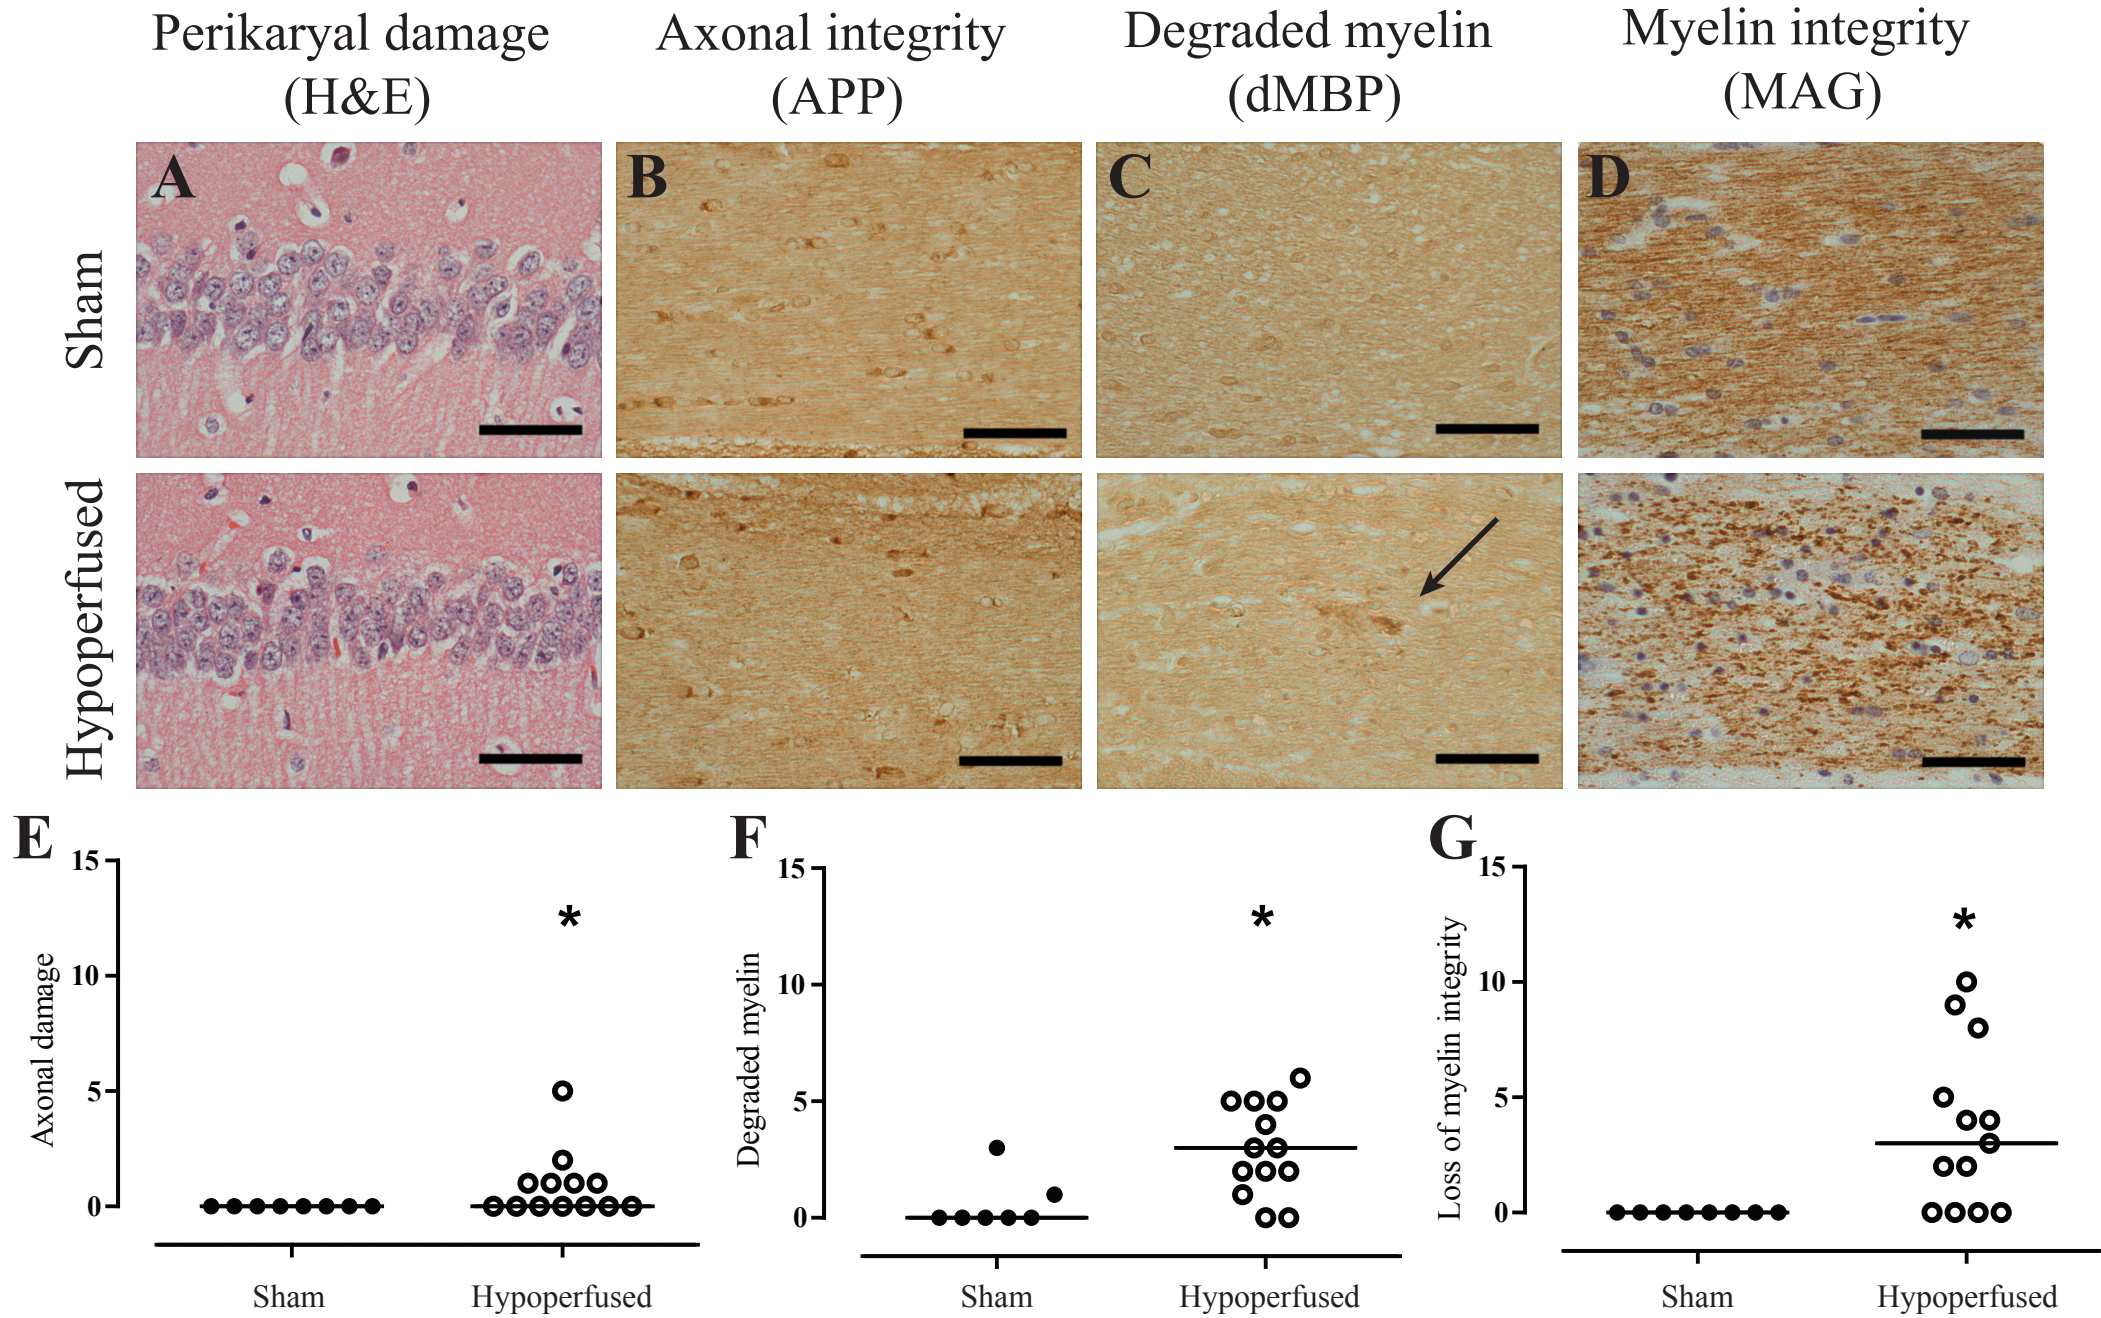 Perikaryal damage
(H&E)
Axonal integrity
(APP)
Degraded myelin
(dMBP)
Myelin integrity
(MAG)
Sham
A
B
C
D
Hypoperfused
E
15
10
5
0
Axonal damage
*
Sham
Hypoperfused
F
15
10
5
0
Degraded myelin
*
Sham
Hypoperfused
G
15
10
5
0
Loss of myelin integrity
*
Sham
Hypoperfused